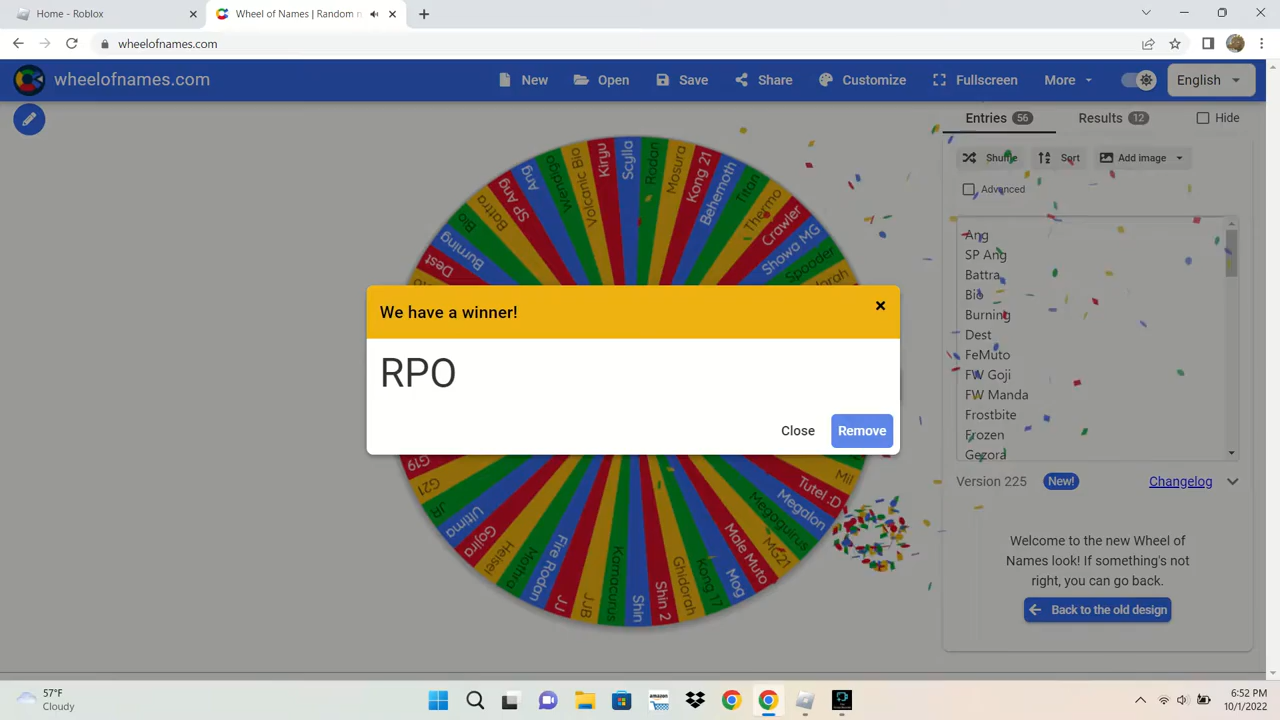 Home - Roblox
Wheel of Names | Random n
wheelofnames.com
wheelofnames.com
New
Open
Save
Share
Customize
Fullscreen
More
English
Entries 56
Results 12
Hide
Shuffle
Sort
Add image
Advanced
Ang
SP Ang
Battra
Bio
Burning
Dest
FeMuto
FW Goji
FW Manda
Frostbite
Frozen
Gezora
Version 225
New!
Changelog
Welcome to the new Wheel of
Names look! If something's not
right, you can go back.
Back to the old design
We have a winner!
RPO
Close
Remove
Dest
Burning
Bio
Battra
SP Ang
Ang
Wendigo
Volcanic Bio
Kiryu
Scylla
Rodan
Mosura
Kong 21
Behemoth
Titan
Thermo
Crawler
Showa MG
Spooder
Mil
Tutel :D
Megalon
Megaguirus
MG21
Male Muto
Mog
Kong 17
Ghidorah
Shin 2
Shin
Kamacurus
JJB
JJ
Fire Rodan
Mothra
Heisei
Gojira
Ultima
JR
G21
G19
57°F
Cloudy
6:52 PM
10/1/2022